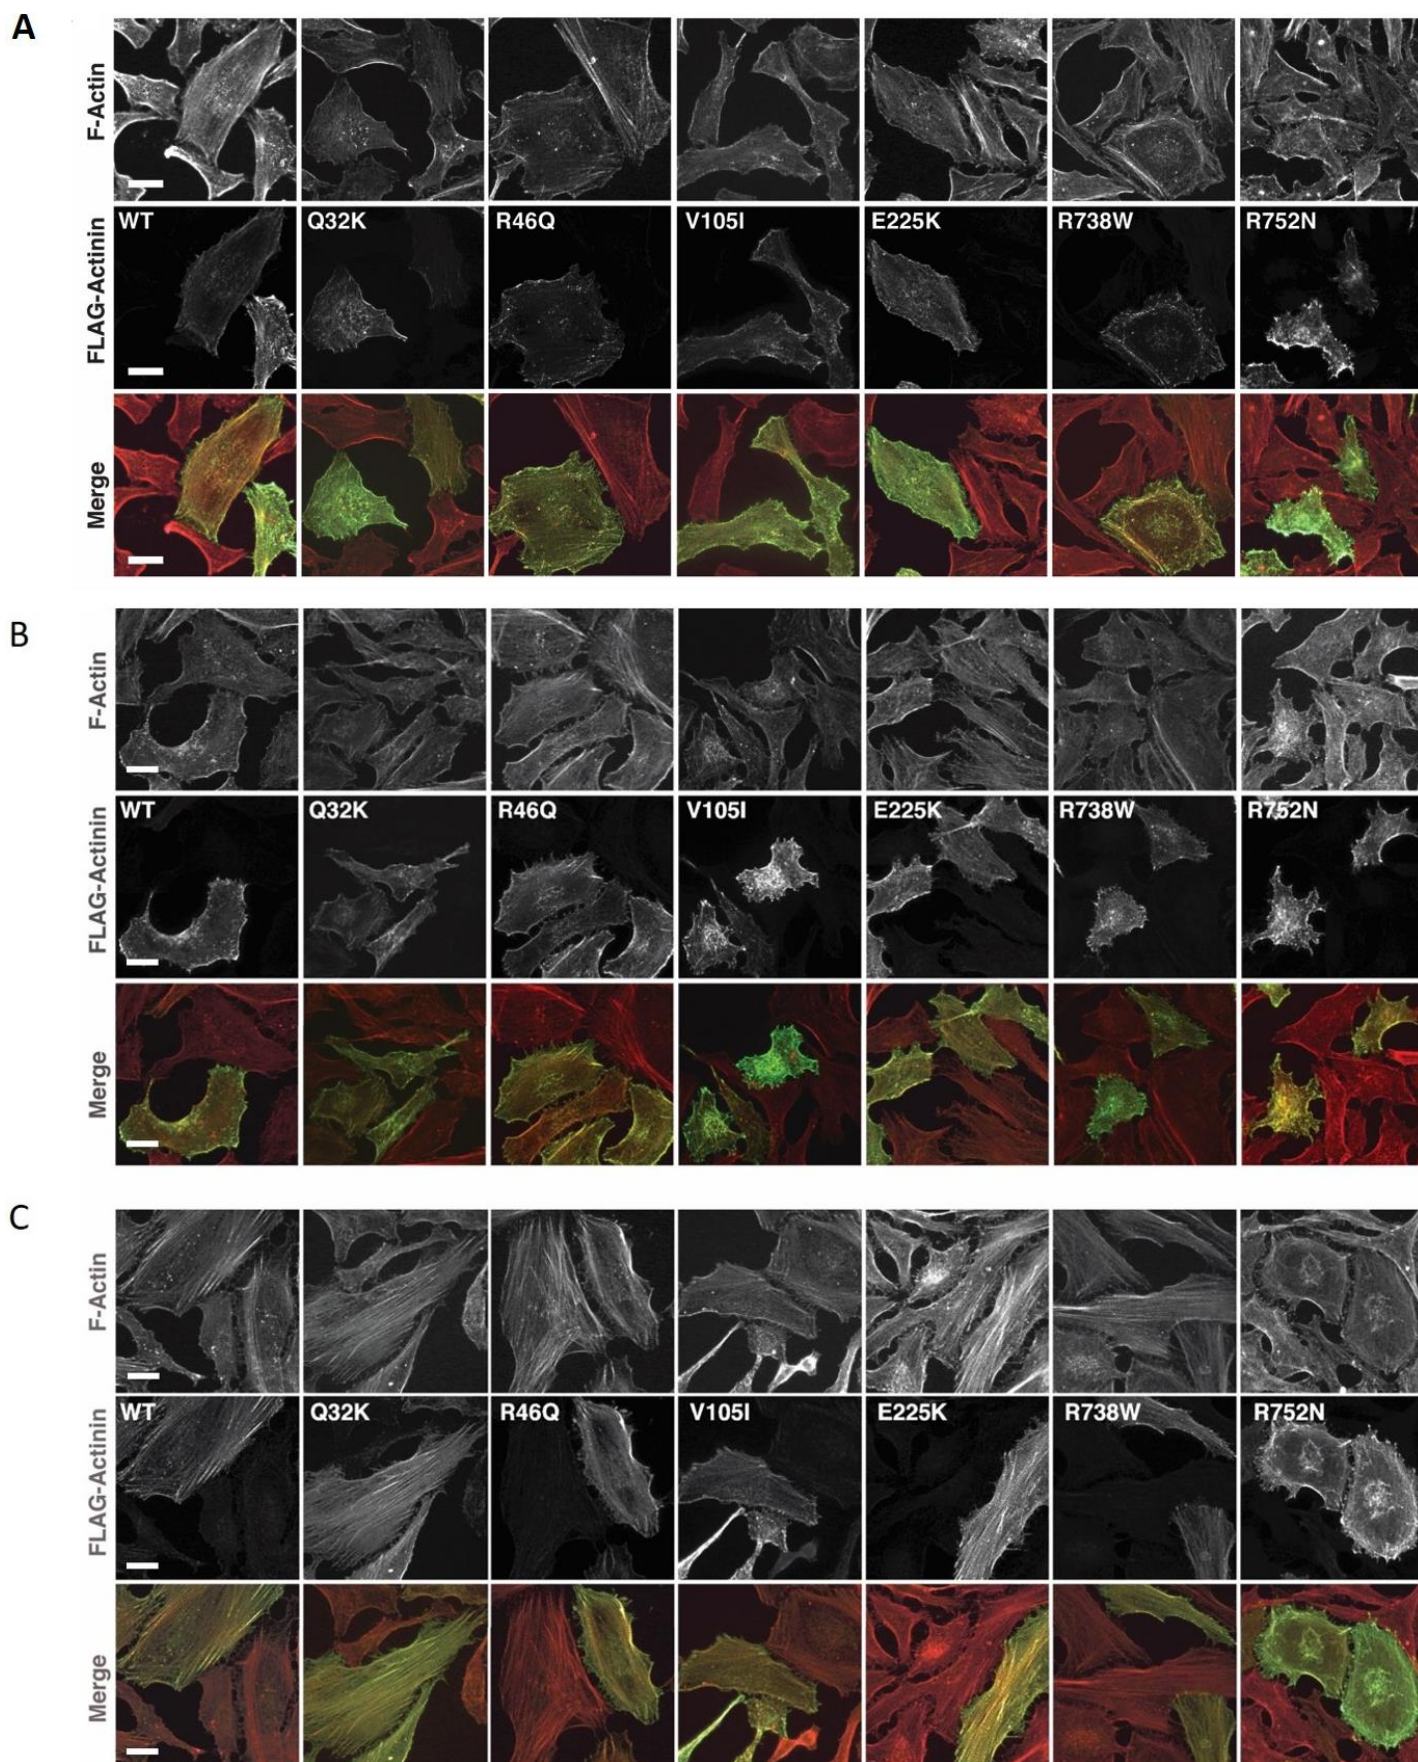 A
F-Actin
FLAG-Actinin
WT
Q32K
R46Q
V105I
E225K
R738W
R752N
Merge
B
F-Actin
FLAG-Actinin
WT
Q32K
R46Q
V105I
E225K
R738W
R752N
Merge
C
F-Actin
FLAG-Actinin
WT
Q32K
R46Q
V105I
E225K
R738W
R752N
Merge